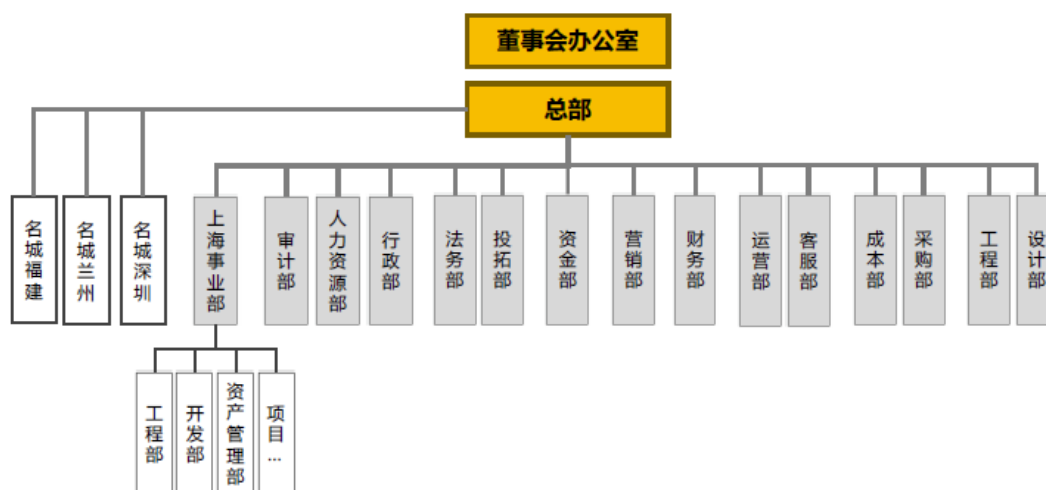 董事会办公室
总部
名城福建
名城兰州
名城深圳
上海事业部
审计部
人力资源部
行政部
法务部
投拓部
资金部
营销部
财务部
运营部
客服部
成本部
采购部
工程部
设计部
工程部
开发部
资产管理部
项目...